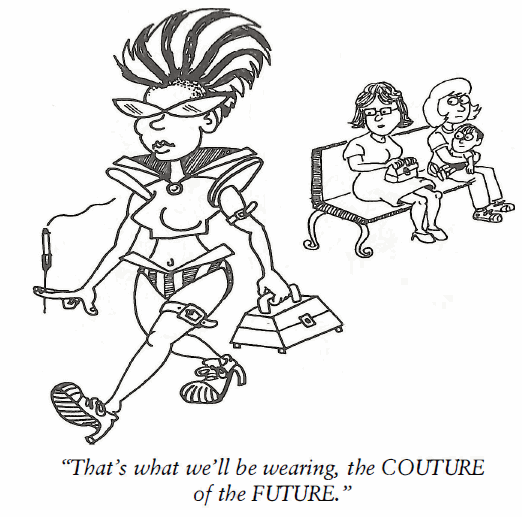 “That’s what we’ll be wearing, the COUTURE
of the FUTURE.”